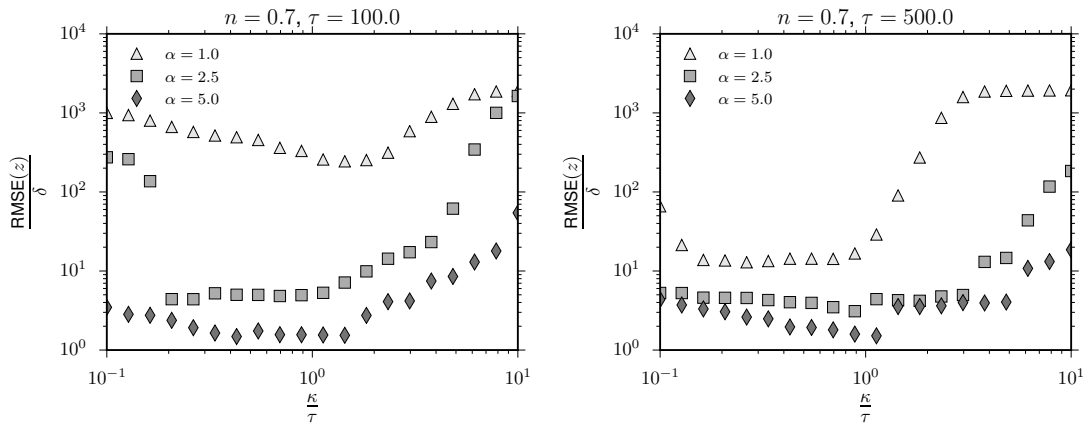 n = 0.7, τ = 100.0
10⁴
10³
10²
10¹
10⁰
RMSE(z)
δ
α = 1.0
α = 2.5
α = 5.0
10⁻¹
10⁰
10¹
κ
τ
n = 0.7, τ = 500.0
10⁴
10³
10²
10¹
10⁰
RMSE(z)
δ
α = 1.0
α = 2.5
α = 5.0
10⁻¹
10⁰
10¹
κ
τ